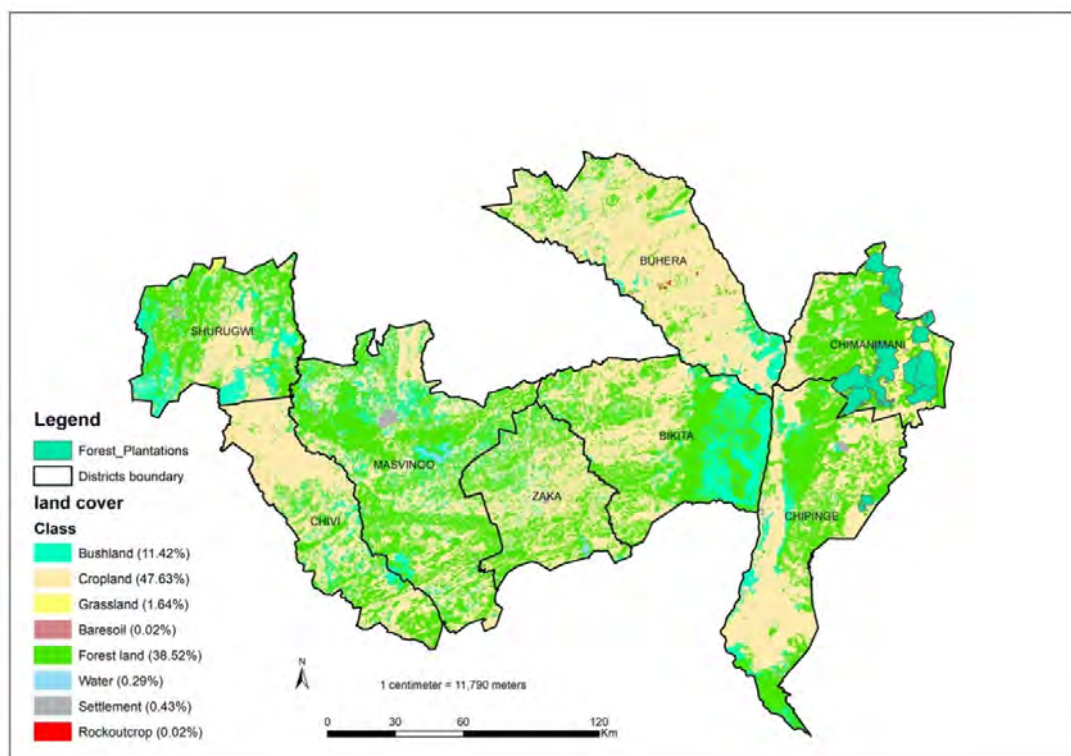 BUHERA
SHURUGWI
CHIMANIMANI
BIKITA
MASVINGO
ZAKA
CHIVI
CHIPINGE
Legend
Forest_Plantations
Districts boundary
land cover
Class
Bushland (11.42%)
Cropland (47.63%)
Grassland (1.64%)
Baresoil (0.02%)
Forest land (38.52%)
Water (0.29%)
Settlement (0.43%)
Rockoutcrop (0.02%)
N
1 centimeter = 11,790 meters
0 30 60 120
Km